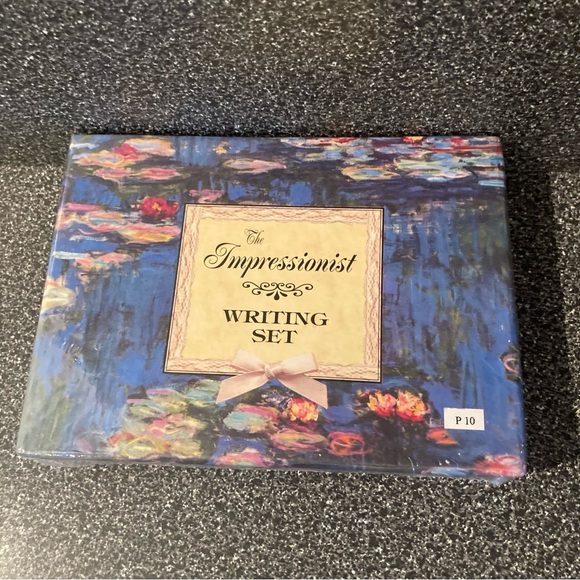 The
Impressionist
WRITING
SET
P 10